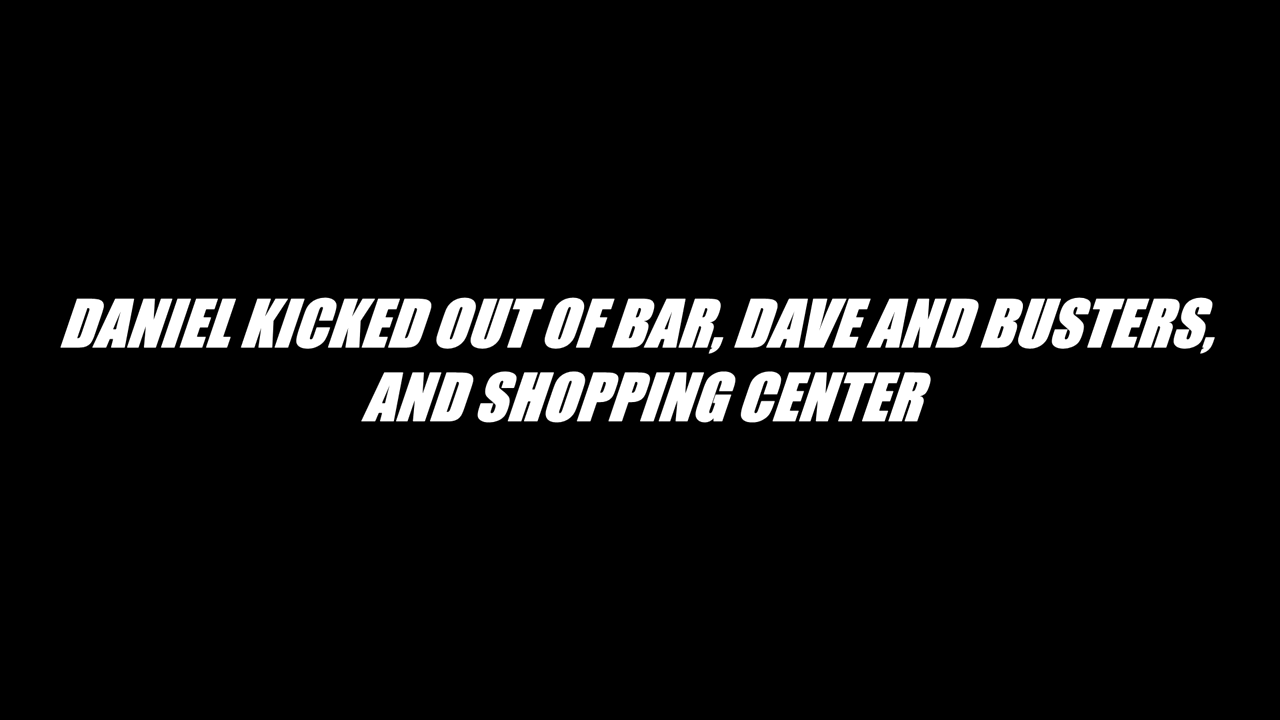 DANIEL KICKED OUT OF BAR, DAVE AND BUSTERS,
AND SHOPPING CENTER